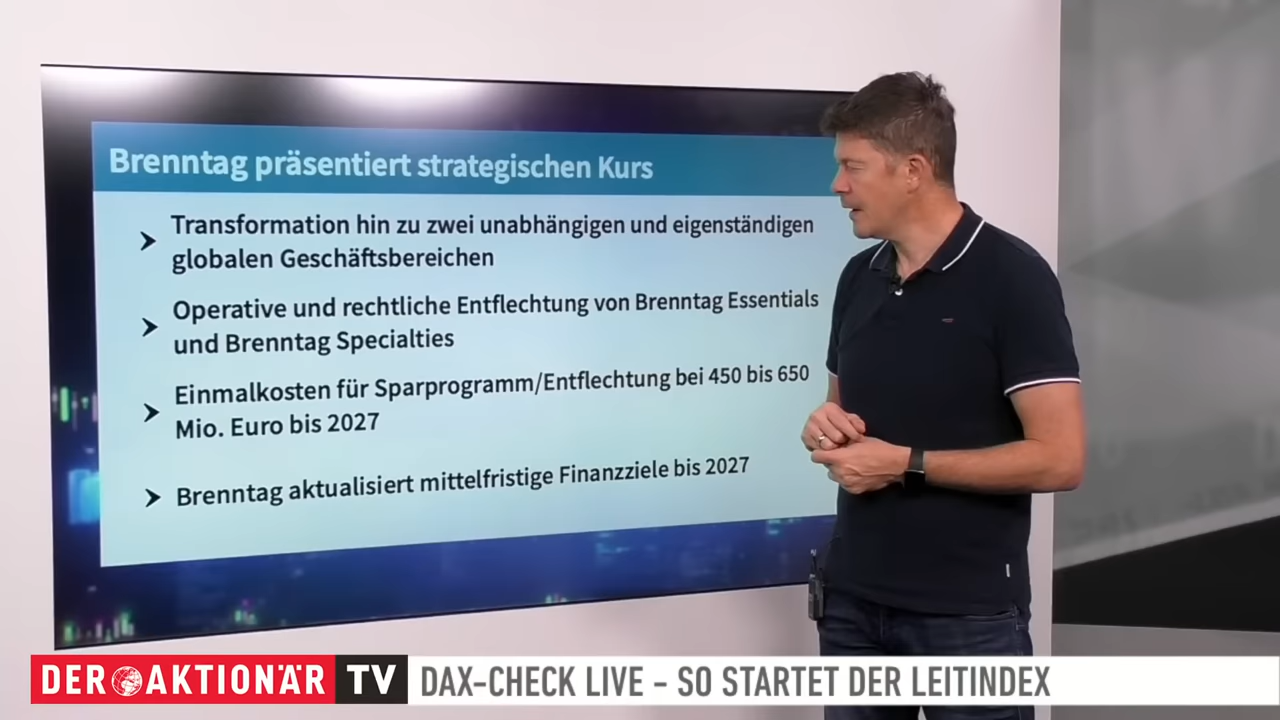 Brenntag präsentiert strategischen Kurs
Transformation hin zu zwei unabhängigen und eigenständigen
globalen Geschäftsbereichen
Operative und rechtliche Entflechtung von Brenntag Essentials
und Brenntag Specialties
Einmalkosten für Sparprogramm/Entflechtung bei 450 bis 650
Mio. Euro bis 2027
Brenntag aktualisiert mittelfristige Finanzziele bis 2027
DER AKTIONÄR TV DAX-CHECK LIVE - SO STARTET DER LEITINDEX